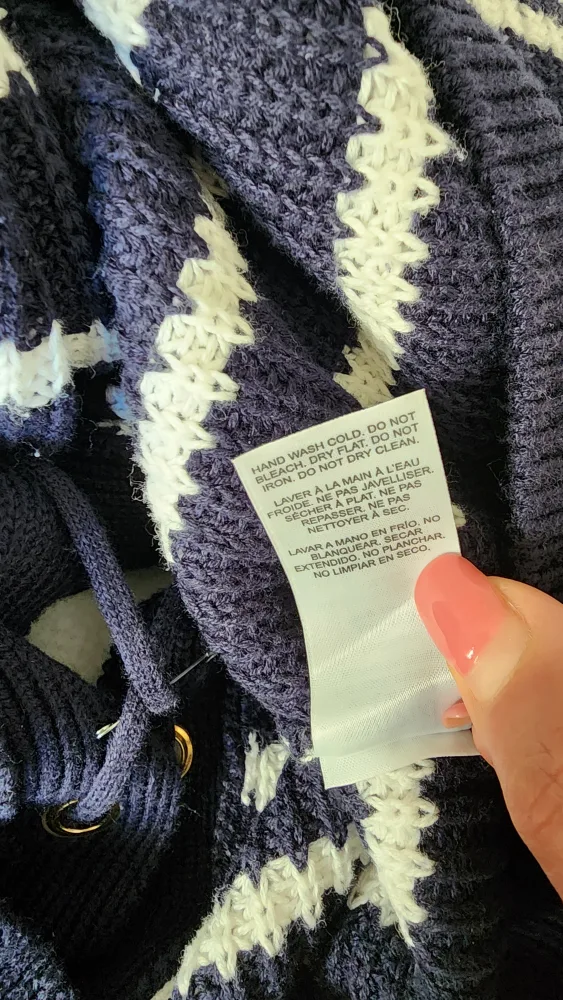 HAND WASH COLD. DO NOT
BLEACH. DRY FLAT. DO NOT
IRON. DO NOT DRY CLEAN.
LAVER À LA MAIN À L'EAU
FROIDE. NE PAS JAVELLISER.
SÉCHER À PLAT. NE PAS
REPASSER. NE PAS
NETTOYER À SEC.
LAVAR A MANO EN FRÍO. NO
BLANQUEAR. SECAR
EXTENDIDO. NO PLANCHAR.
NO LIMPIAR EN SECO.